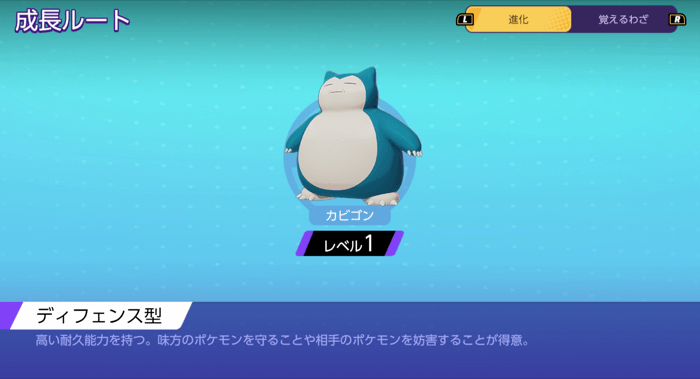 成長ルート
L 進化 覚えるわざ R
カビゴン
レベル1
ディフェンス型
高い耐久能力を持つ。味方のポケモンを守ることや相手のポケモンを妨害することが得意。